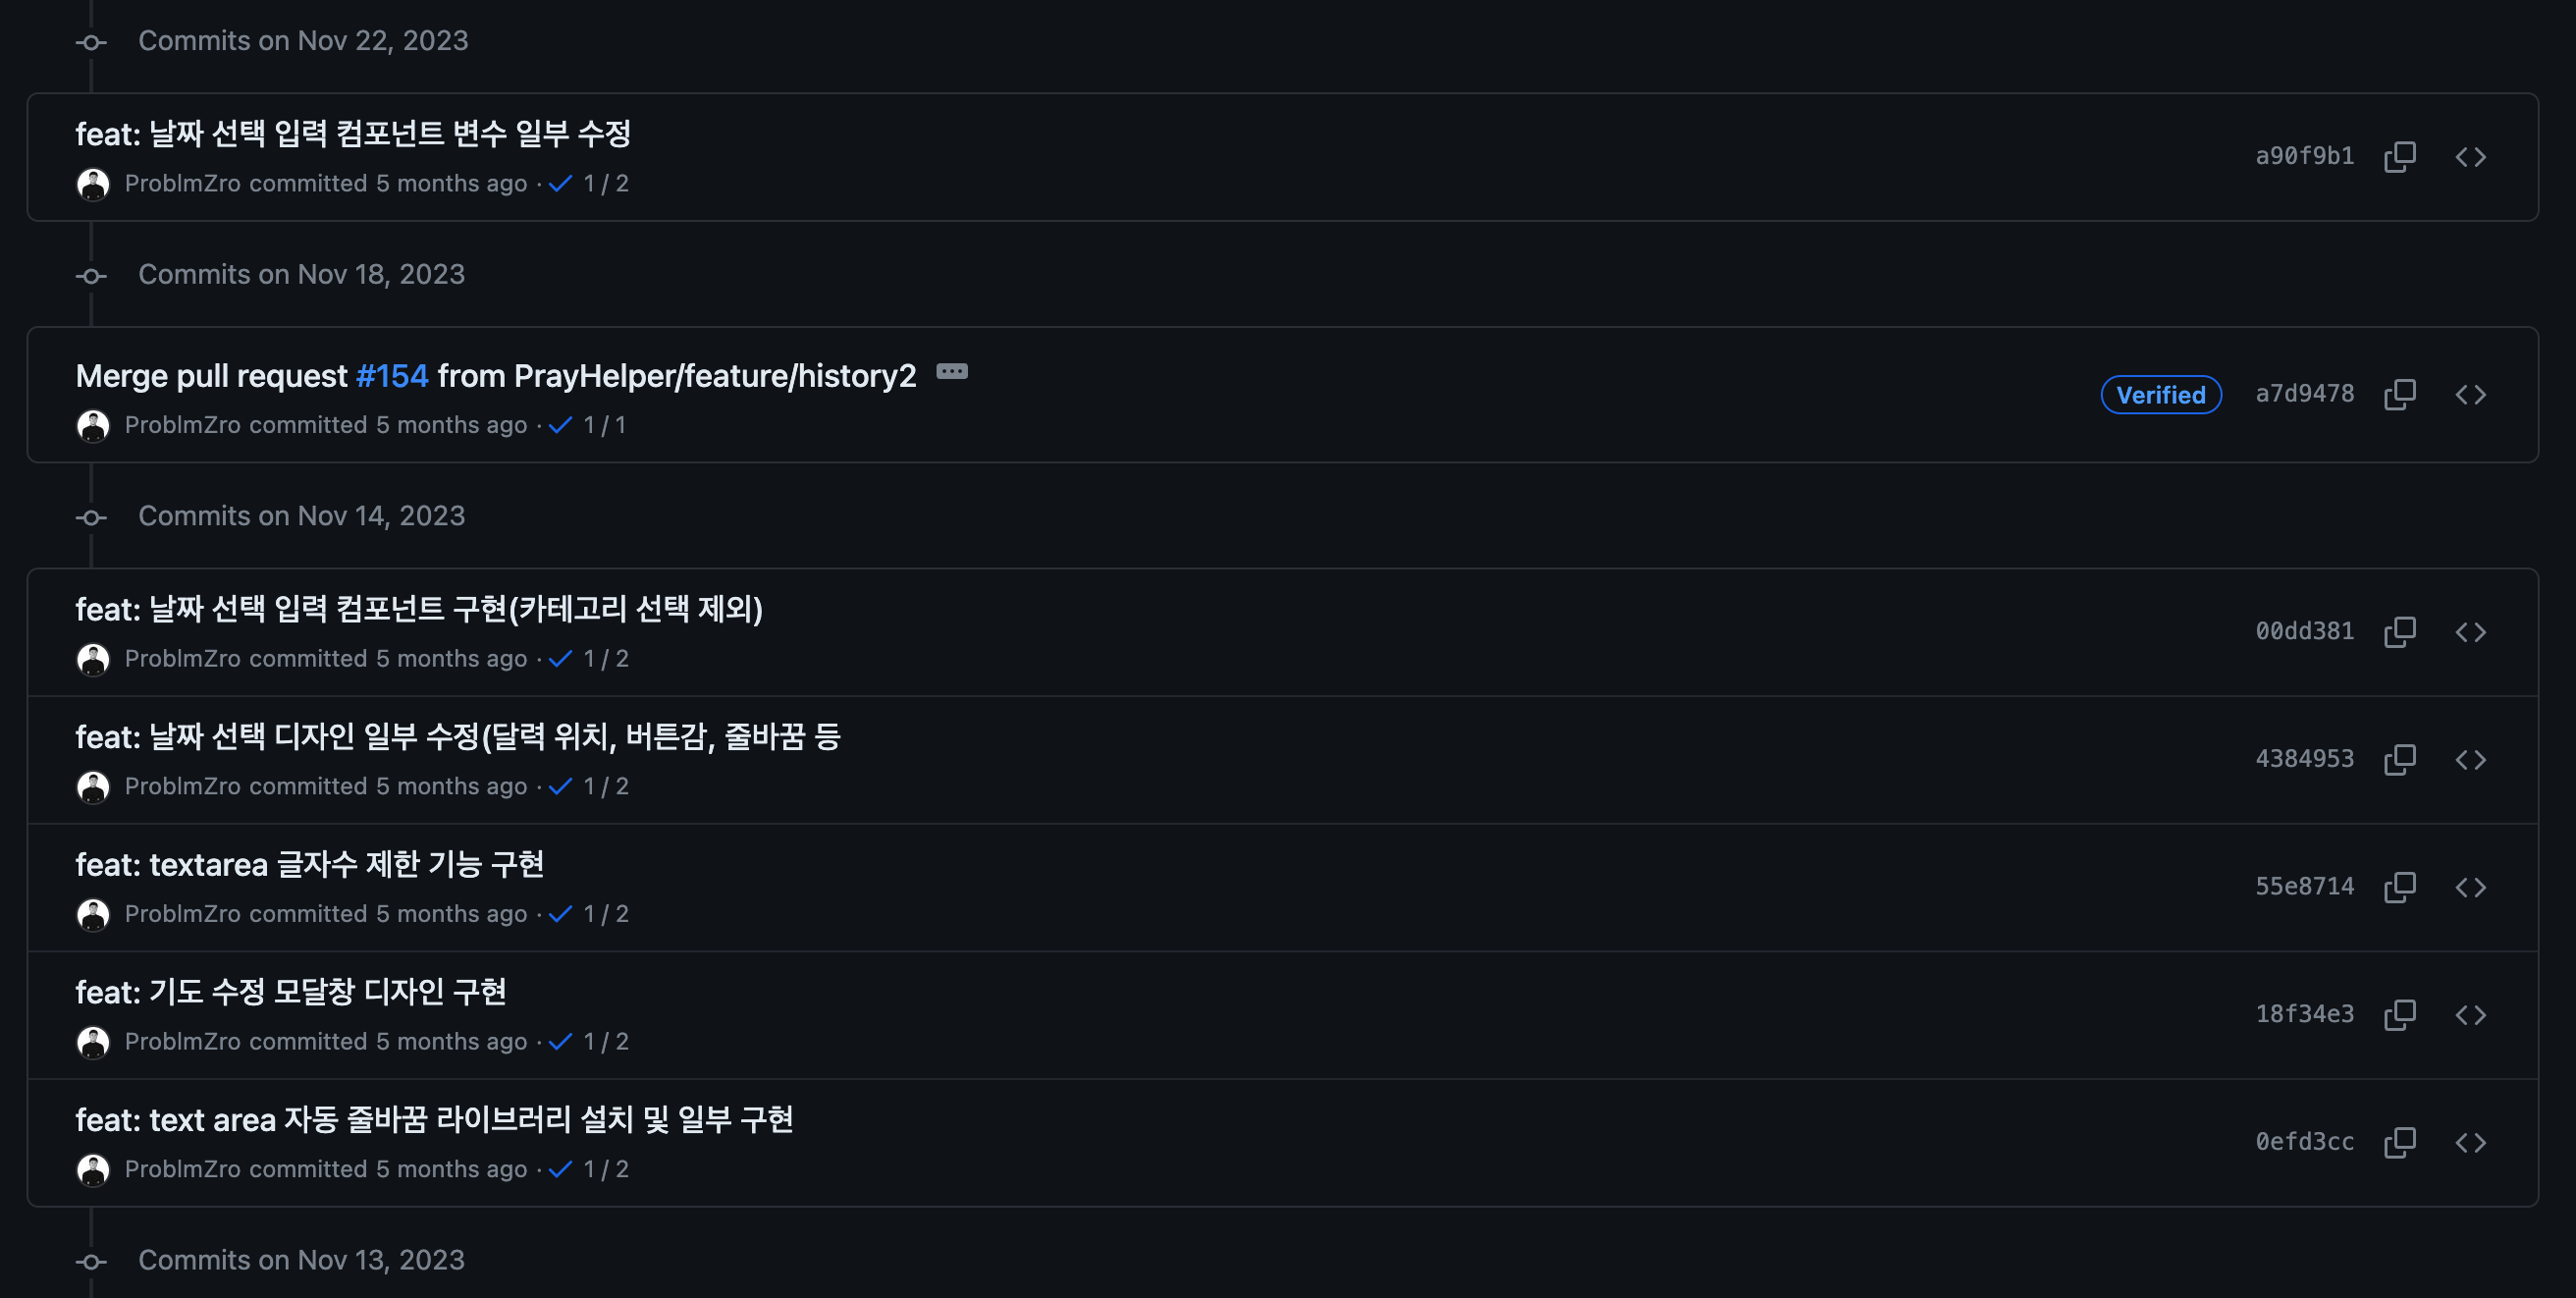 Commits on Nov 22, 2023
feat: 날짜 선택 입력 컴포넌트 변수 일부 수정
a90f9b1
ProblmZro committed 5 months ago · 1 / 2
Commits on Nov 18, 2023
Merge pull request #154 from PrayHelper/feature/history2
Verified a7d9478
ProblmZro committed 5 months ago · 1 / 1
Commits on Nov 14, 2023
feat: 날짜 선택 입력 컴포넌트 구현(카테고리 선택 제외)
00dd381
ProblmZro committed 5 months ago · 1 / 2
feat: 날짜 선택 디자인 일부 수정(달력 위치, 버튼감, 줄바꿈 등
4384953
ProblmZro committed 5 months ago · 1 / 2
feat: textarea 글자수 제한 기능 구현
55e8714
ProblmZro committed 5 months ago · 1 / 2
feat: 기도 수정 모달창 디자인 구현
18f34e3
ProblmZro committed 5 months ago · 1 / 2
feat: text area 자동 줄바꿈 라이브러리 설치 및 일부 구현
0efd3cc
ProblmZro committed 5 months ago · 1 / 2
Commits on Nov 13, 2023